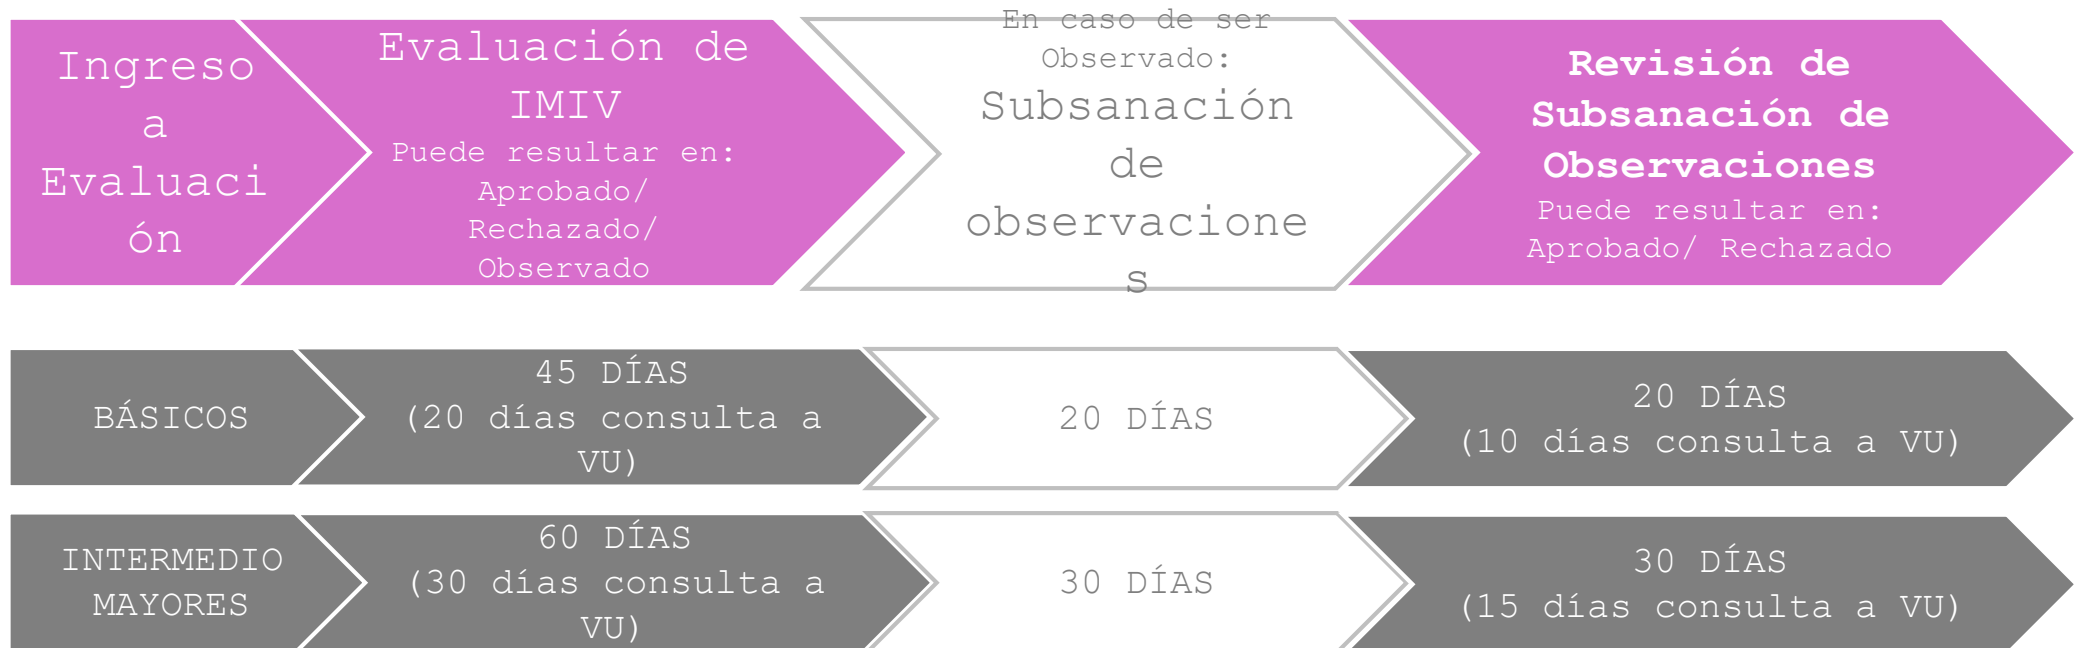 Ingreso
a
Evaluaci
ón
Evaluación de
IMIV
Puede resultar en:
Aprobado/
Rechazado/
Observado
En caso de ser
Observado:
Subsanación
de
observacione
s
Revisión de
Subsanación de
Observaciones
Puede resultar en:
Aprobado/ Rechazado
BÁSICOS
45 DÍAS
(20 días consulta a
VU)
20 DÍAS
20 DÍAS
(10 días consulta a VU)
INTERMEDIO
MAYORES
60 DÍAS
(30 días consulta a
VU)
30 DÍAS
30 DÍAS
(15 días consulta a VU)